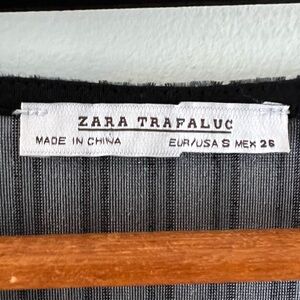 ZARA TRAFALUC
MADE IN CHINA EUR/USA S MEX 26